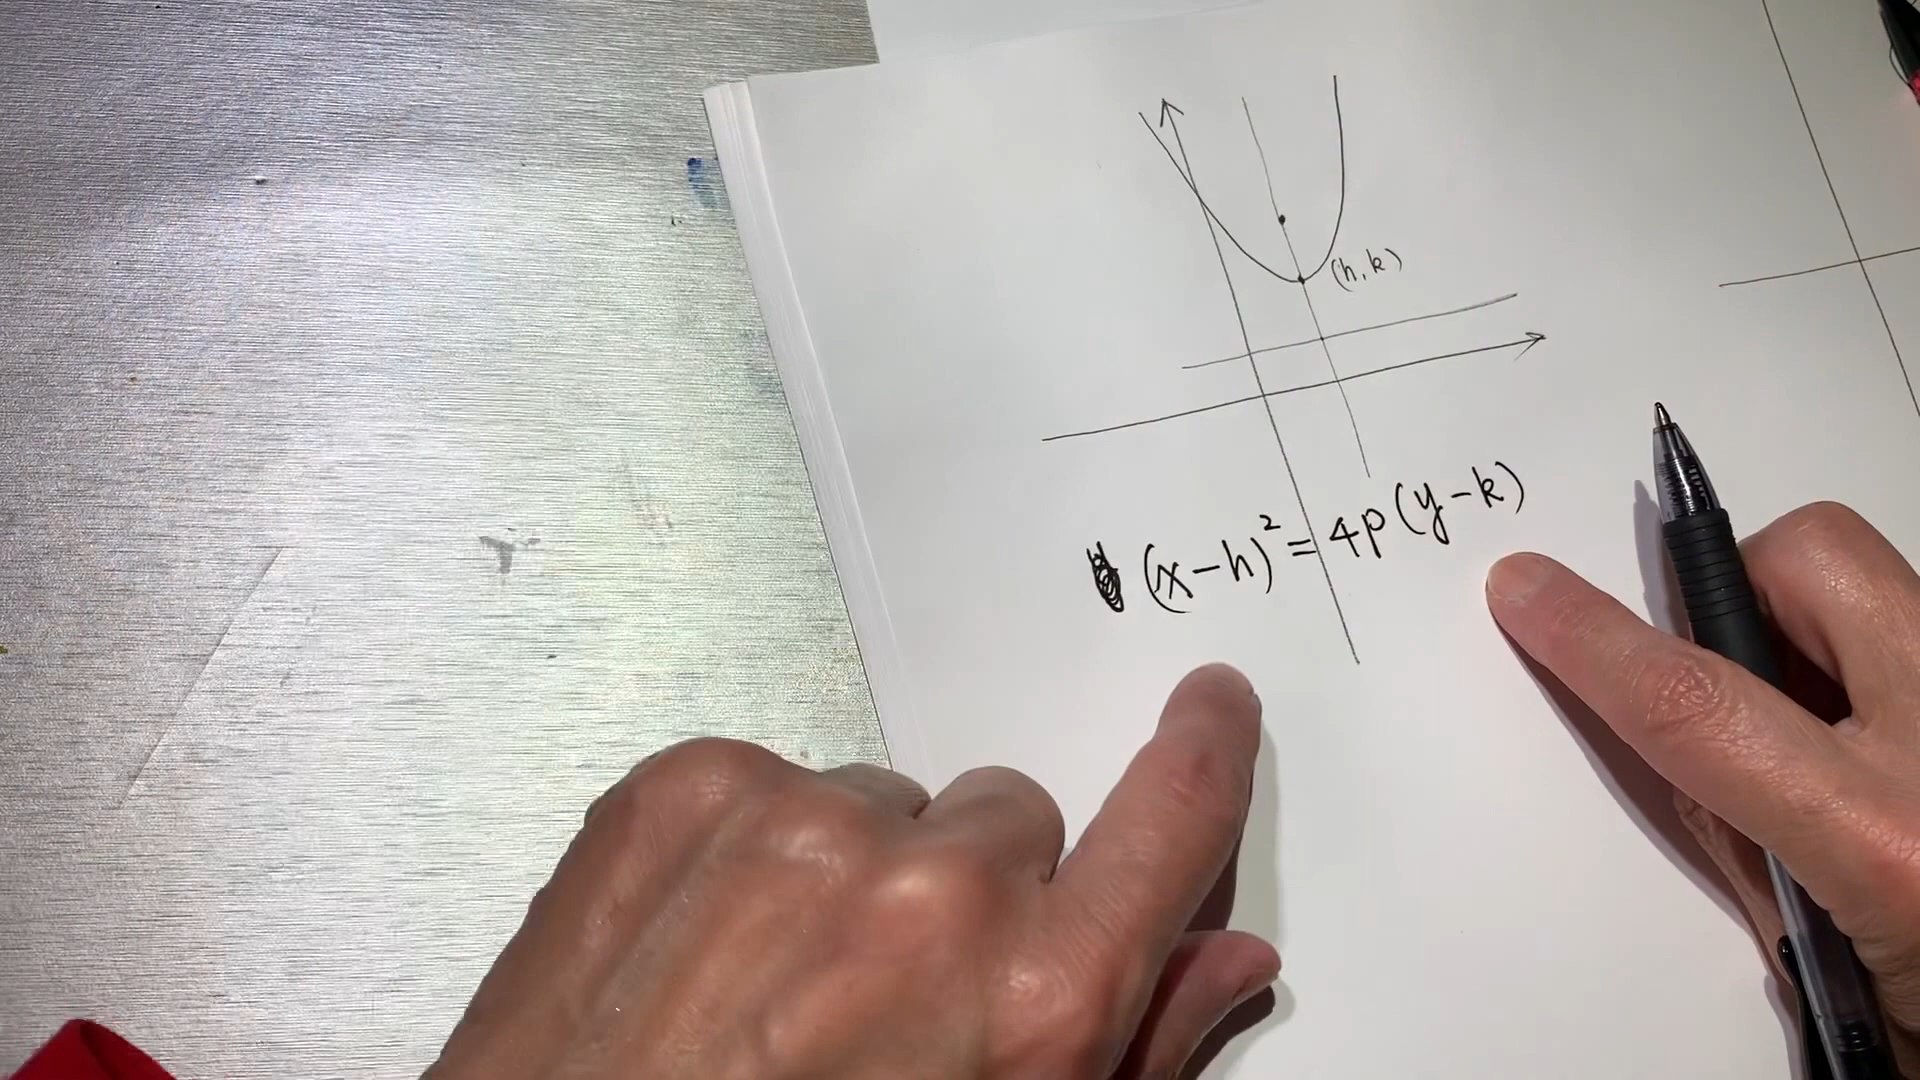 (h, k)
(x-h)² = 4p(y-k)